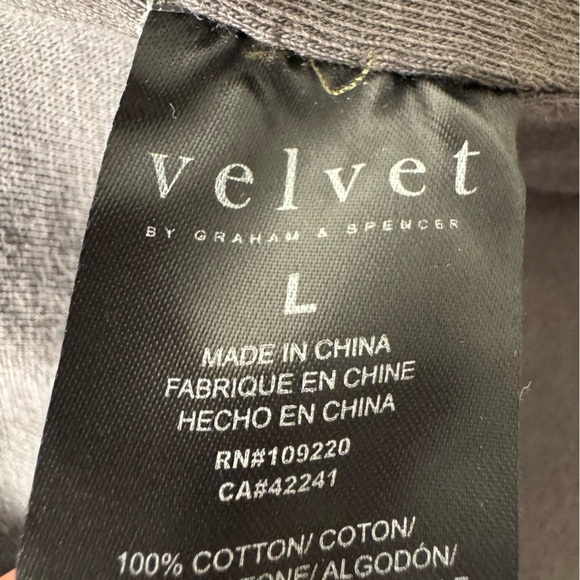 velvet
BY GRAHAM & SPENCER
L
MADE IN CHINA
FABRIQUE EN CHINE
HECHO EN CHINA
RN#109220
CA#42241
100% COTTON/ COTON/
/ALGODÓN/